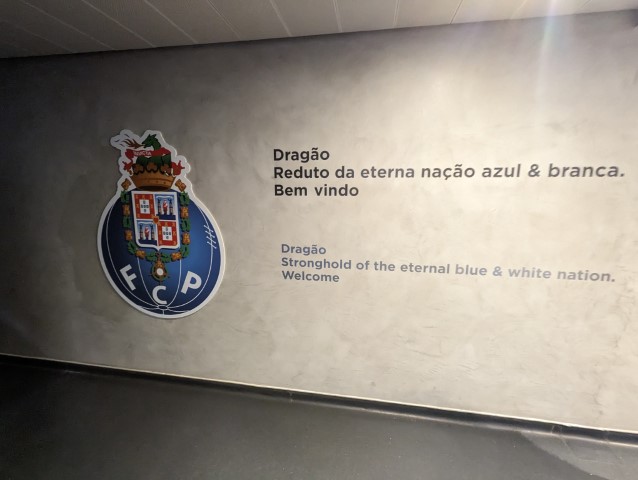 FCP
Dragão
Reduto da eterna nação azul & branca.
Bem vindo
Dragão
Stronghold of the eternal blue & white nation.
Welcome